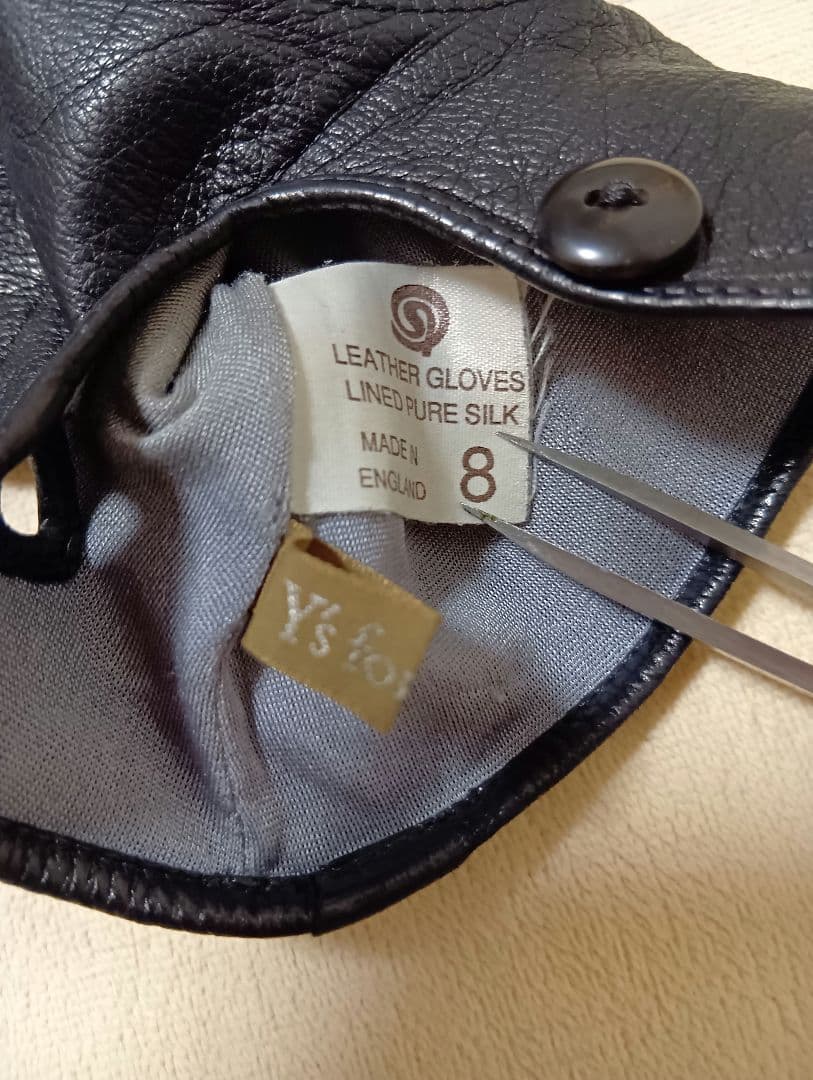 LEATHER GLOVES
LINED PURE SILK
MADE IN
ENGLAND 8
Y's for